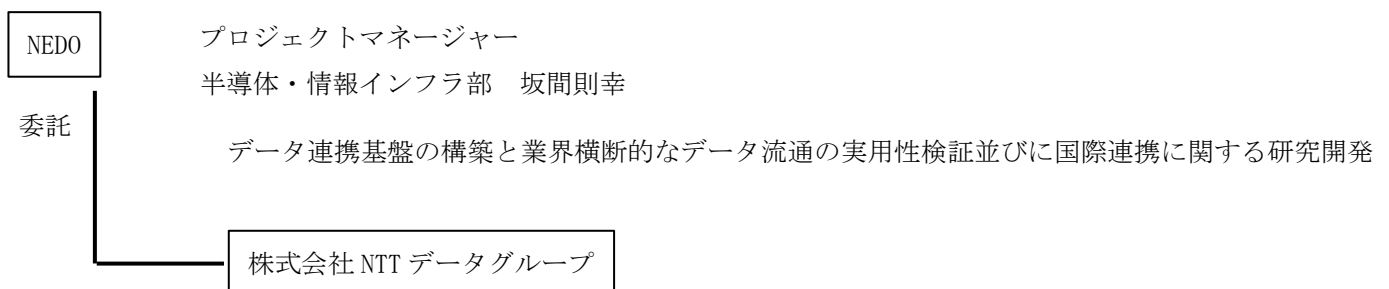 NEDO
プロジェクトマネージャー
半導体・情報インフラ部　坂間則幸
委託
データ連携基盤の構築と業界横断的なデータ流通の実用性検証並びに国際連携に関する研究開発
株式会社 NTT データグループ